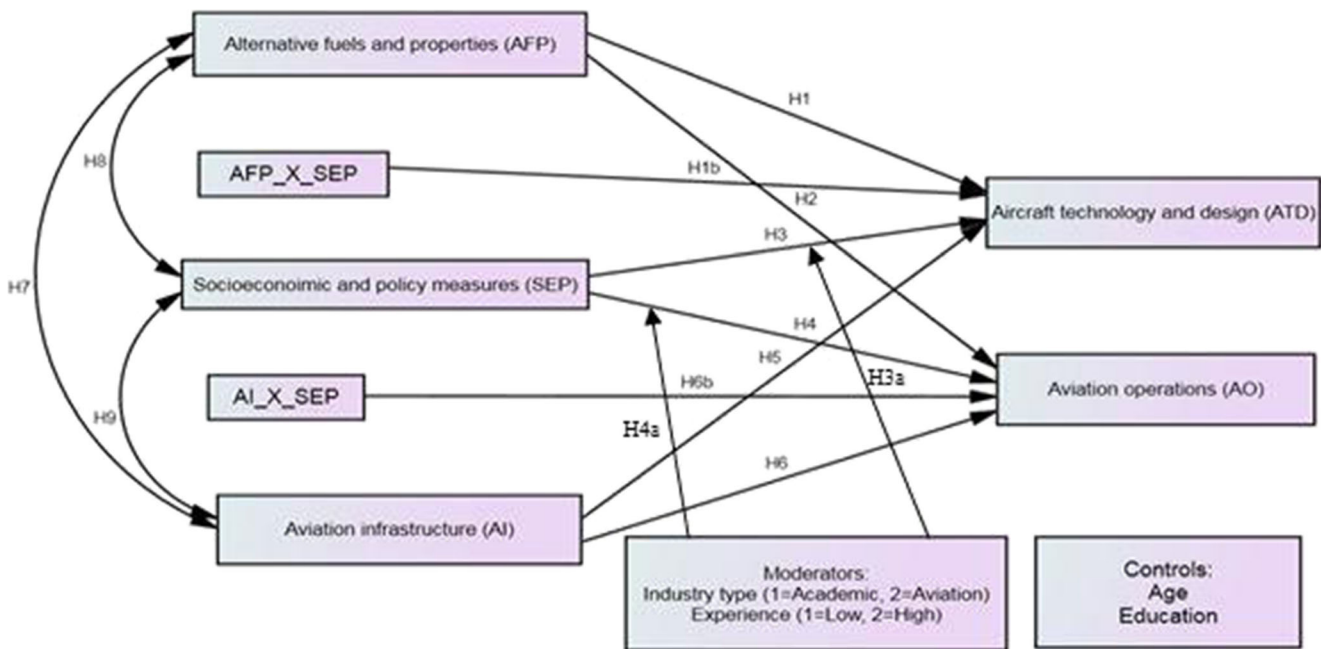 Alternative fuels and properties (AFP)
H1
H8
AFP_X_SEP
H1b
H2
Aircraft technology and design (ATD)
H3
Socioeconoimic and policy measures (SEP)
H7
H4
H5
H3a
Aviation operations (AO)
H6b
AI_X_SEP
H9
H4a
H6
Aviation infrastructure (AI)
Moderators:
Industry type (1=Academic, 2=Aviation)
Experience (1=Low, 2=High)
Controls:
Age
Education